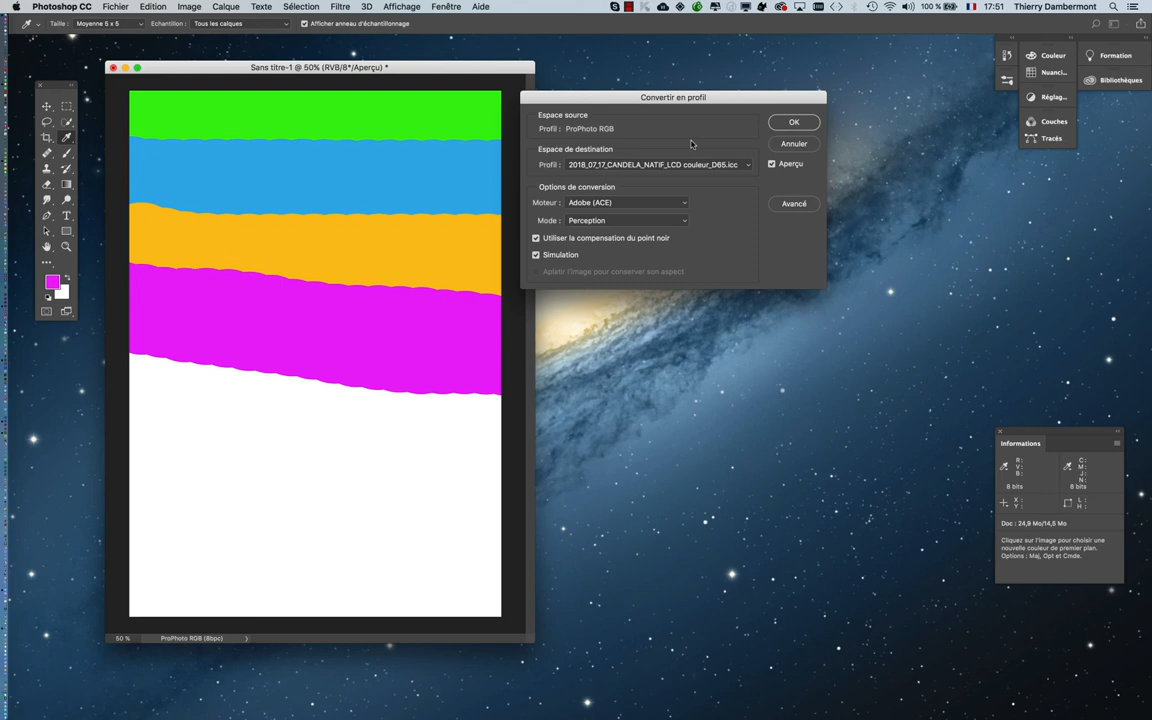 Photoshop CC Fichier Edition Image Calque Texte Sélection Filtre 3D Affichage Fenêtre Aide 100 % 17:51 Thierry Dambermont
Taille : Moyenne 5 x 5 Echantillon : Tous les calques Afficher anneau d'échantillonnage
Sans titre-1 @ 50% (RVB/8*/Aperçu) *
Convertir en profil
Espace source
Profil : ProPhoto RGB
Espace de destination
Profil : 2018_07_17_CANDELA_NATIF_LCD couleur_D65.icc
Options de conversion
Moteur : Adobe (ACE)
Mode : Perception
Utiliser la compensation du point noir
Simulation
Aplatir l'image pour conserver son aspect
OK
Annuler
Aperçu
Avancé
Couleur
Nuanci...
Réglag...
Couches
Tracés
Formation
Bibliothèques
Informations
R :
V :
B :
8 bits
C :
M :
J :
N :
8 bits
X :
Y :
L :
H :
Doc : 24,9 Mo/14,5 Mo
Cliquez sur l'image pour choisir une
nouvelle couleur de premier plan.
Options : Maj, Opt et Cmde.
50 % ProPhoto RGB (8bpc)